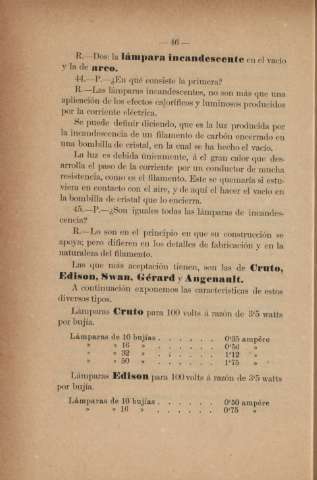 — 46 —
R.—Dos: la lámpara incandescente en el vacío
y la de arco.
44.—P.—¿En qué consiste la primera?
R.—Las lámparas incandescentes, no son más que una
aplicación de los efectos caloríficos y luminosos producidos
por la corriente eléctrica.
Se puede definir diciendo, que es la luz producida por
la incandescencia de un filamento de carbón encerrado en
una bombilla de cristal, en la cual se ha hecho el vacío.
La luz es debida únicamente, á el gran calor que des-
arrolla el paso de la corriente por un conductor de mucha
resistencia, como es el filamento. Este se quemaría si estu-
viera en contacto con el aire, y de aquí el hacer el vacío en
la bombilla de cristal que lo encierra.
45.—P.—¿Son iguales todas las lámparas de incandes-
cencia?
R.—Lo son en el principio en que su construcción se
apoya; pero difieren en los detalles de fabricación y en la
naturaleza del filamento.
Las que más aceptación tienen, son las de Cruto,
Edison, Swan, Gérard y Angenault.
A continuación exponemos las características de estos
diversos tipos.
Lámparas Cruto para 100 volts á razón de 3'5 watts
por bujía.
Lámparas de 10 bujías . . . . . . 0'35 ampére
» » 16 » . . . . . . 0'50 »
» » 32 » . . . . . . 1'12 »
» » 50 » . . . . . . 1'75 »
Lámparas Edison para 100 volts á razón de 3'5 watts
por bujía.
Lámparas de 10 bujías . . . . . . 0'50 ampére
» » 16 » . . . . . . 0'75 »